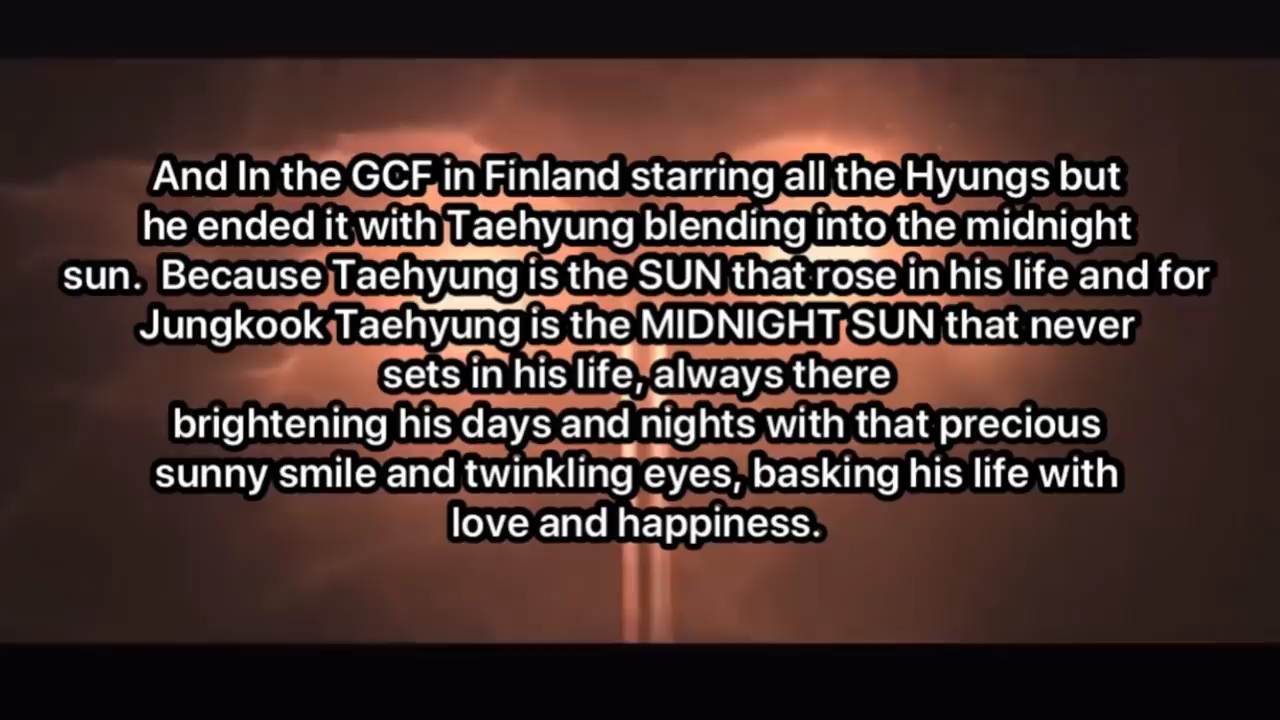 And In the GCF in Finland starring all the Hyungs but
he ended it with Taehyung blending into the midnight
sun.  Because Taehyung is the SUN that rose in his life and for
Jungkook Taehyung is the MIDNIGHT SUN that never
sets in his life, always there
brightening his days and nights with that precious
sunny smile and twinkling eyes, basking his life with
love and happiness.